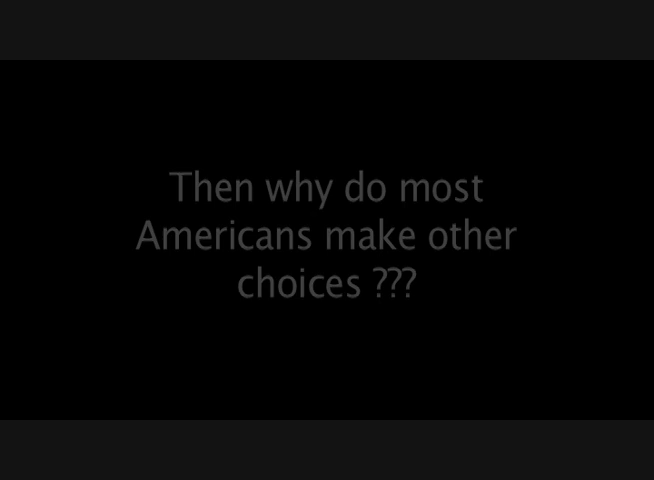 Then why do most
Americans make other
choices ???